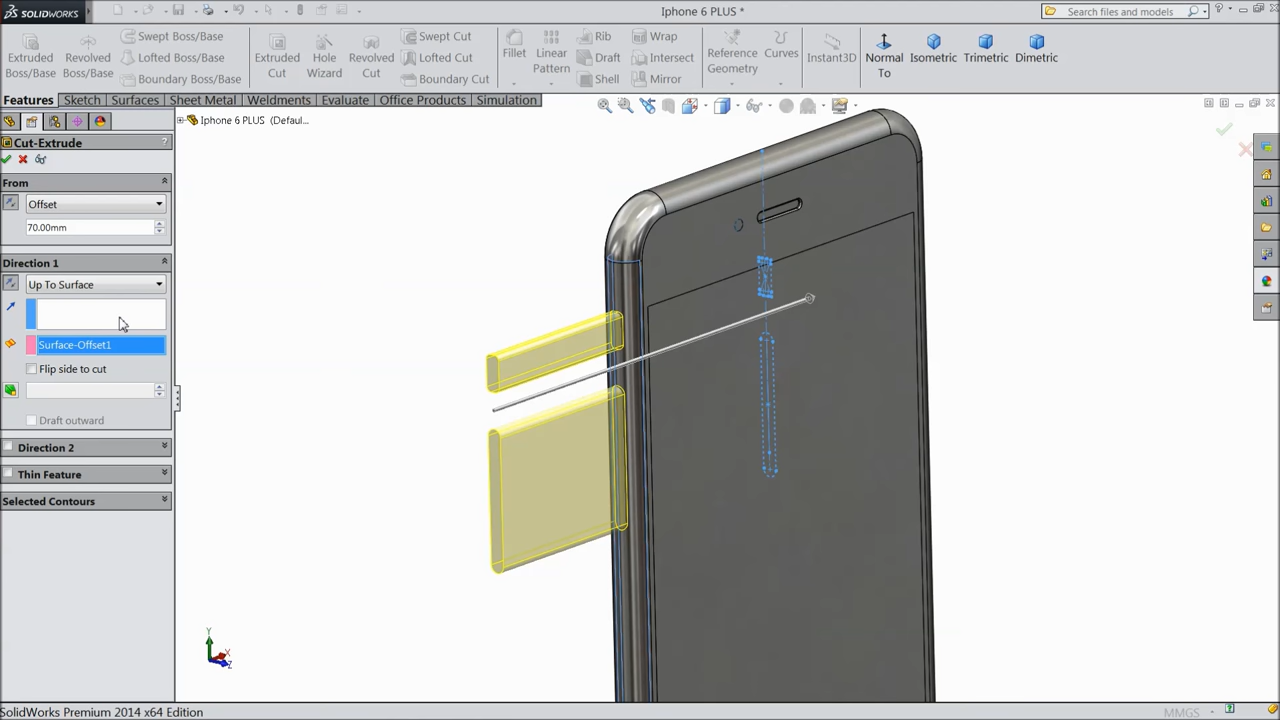 SOLIDWORKS
Iphone 6 PLUS *
Search files and models
?
Extruded Boss/Base
Revolved Boss/Base
Swept Boss/Base
Lofted Boss/Base
Boundary Boss/Base
Extruded Cut
Hole Wizard
Revolved Cut
Swept Cut
Lofted Cut
Boundary Cut
Fillet
Linear Pattern
Rib
Draft
Shell
Wrap
Intersect
Mirror
Reference Geometry
Curves
Instant3D
Normal To
Isometric
Trimetric
Dimetric
Features
Sketch
Surfaces
Sheet Metal
Weldments
Evaluate
Office Products
Simulation
Iphone 6 PLUS (Defaul...
Cut-Extrude
?
From
Offset
70.00mm
Direction 1
Up To Surface
Surface-Offset1
Flip side to cut
Draft outward
Direction 2
Thin Feature
Selected Contours
Y
X
Z
SolidWorks Premium 2014 x64 Edition
MMGS
?